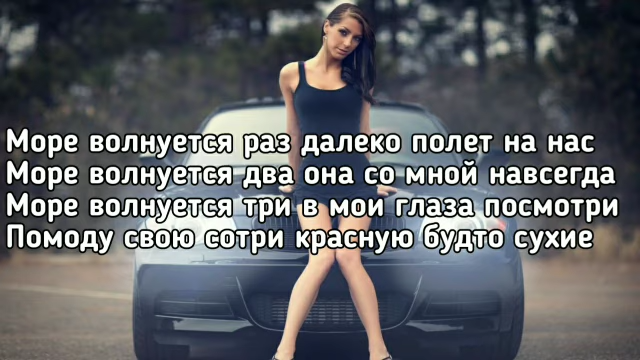 Море волнуется раз далеко полет на нас
Море волнуется два она со мной навсегда
Море волнуется три в мои глаза посмотри
Помоду свою сотри красную будто сухие